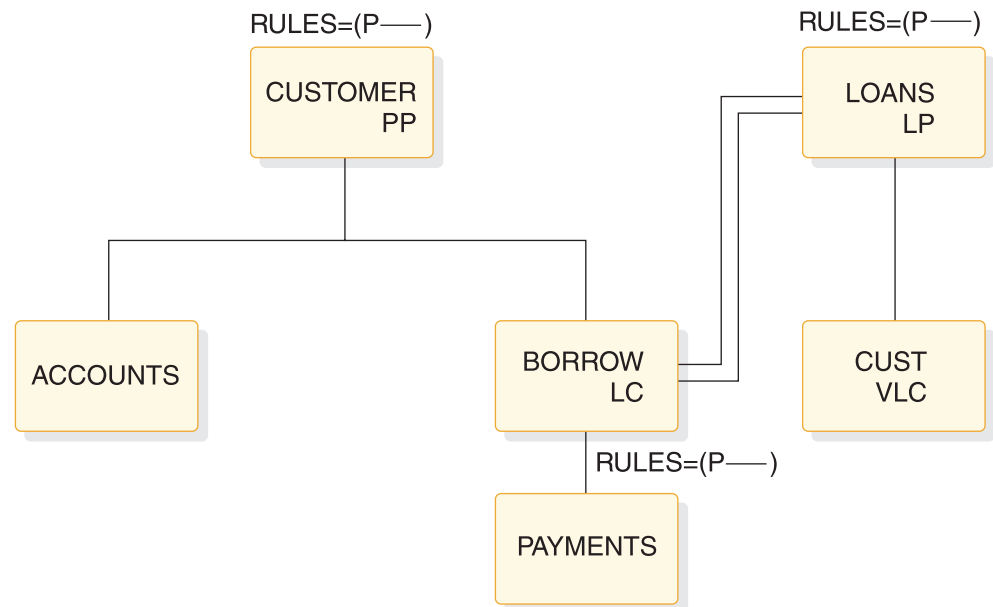 RULES=(P——)
CUSTOMER
PP
RULES=(P——)
LOANS
LP
ACCOUNTS
BORROW
LC
CUST
VLC
RULES=(P——)
PAYMENTS